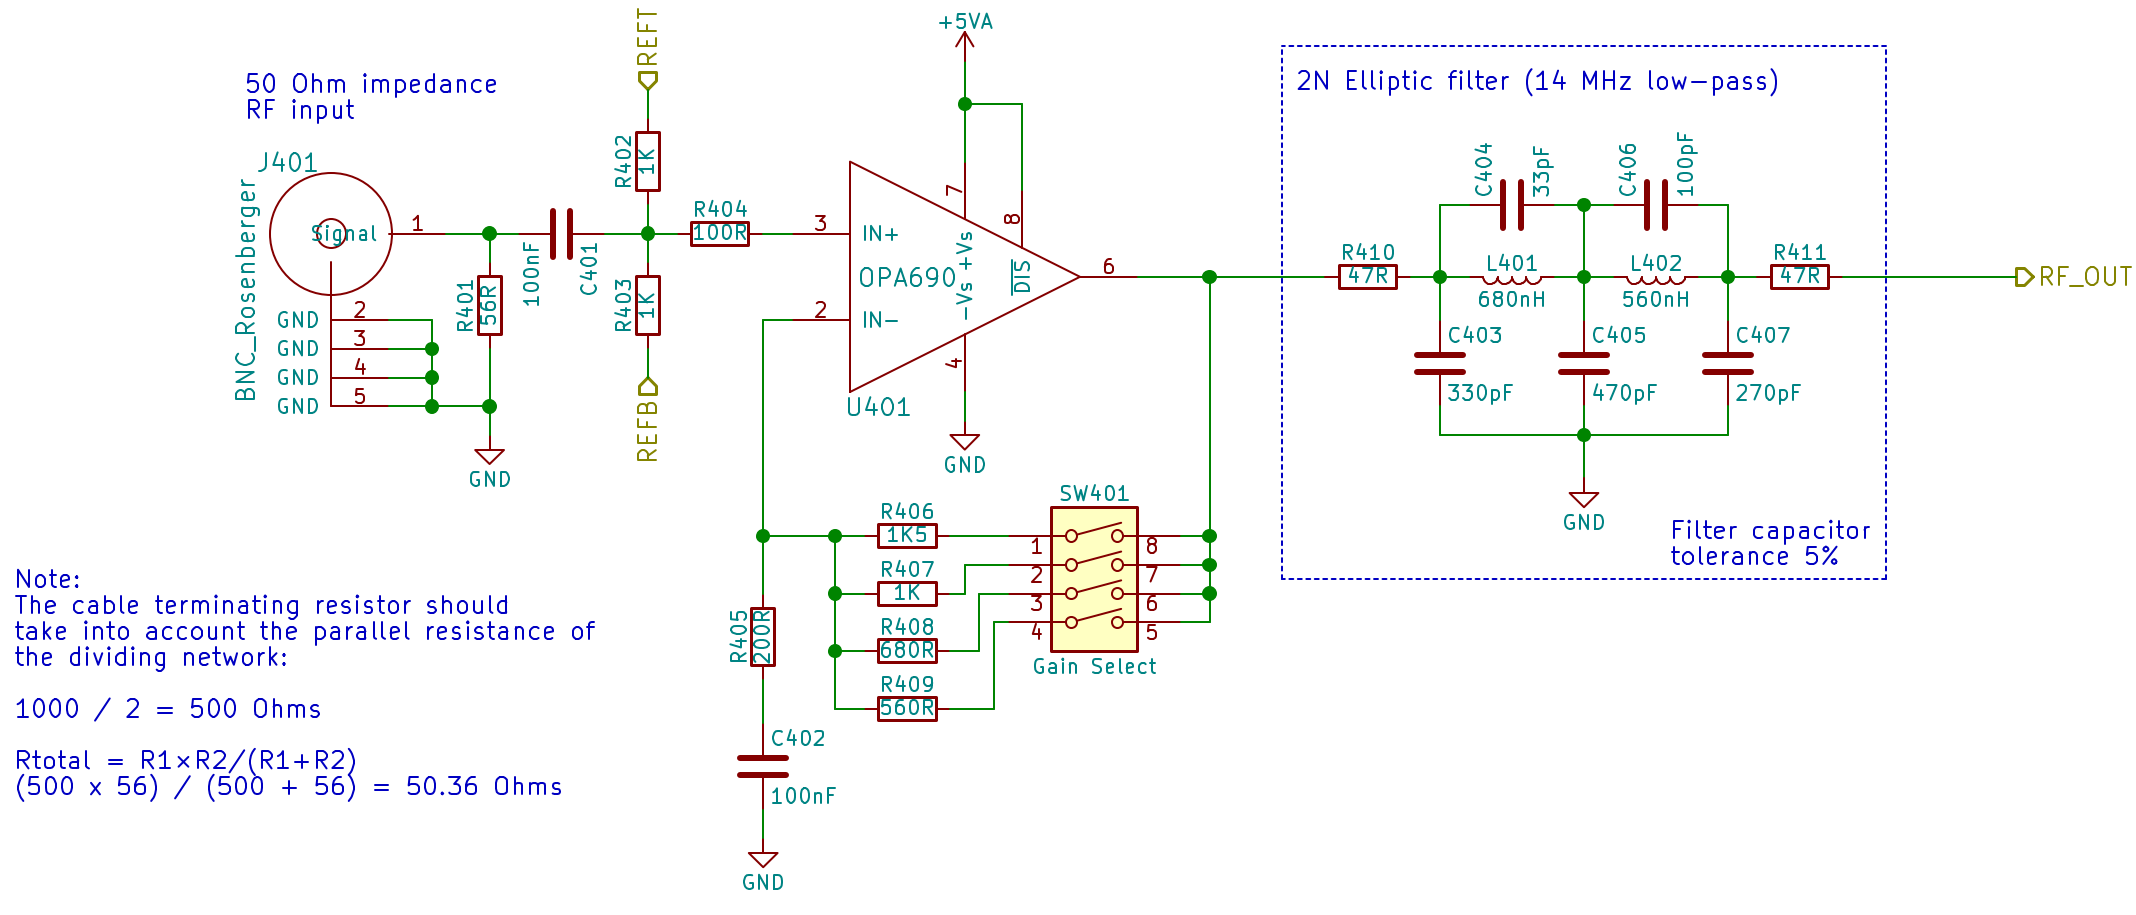 50 Ohm impedance
RF input
J401
BNC_Rosenberger
Signal
1
GND 2
GND 3
GND 4
GND 5
R401
56R
GND
100nF
C401
REFT
R402
1K
R403
1K
REFB
R404
100R
+5VA
3
IN+
2
IN-
OPA690
7
+Vs
8
DIS
-Vs
4
6
U401
GND
R405
200R
C402
100nF
GND
R406
1K5
R407
1K
R408
680R
R409
560R
SW401
1 8
2 7
3 6
4 5
Gain Select
2N Elliptic filter (14 MHz low-pass)
C404
33pF
C406
100pF
R410
47R
L401
680nH
L402
560nH
R411
47R
C403
330pF
C405
470pF
C407
270pF
GND
Filter capacitor
tolerance 5%
RF_OUT
Note:
The cable terminating resistor should
take into account the parallel resistance of
the dividing network:
1000 / 2 = 500 Ohms
Rtotal = R1×R2/(R1+R2)
(500 x 56) / (500 + 56) = 50.36 Ohms